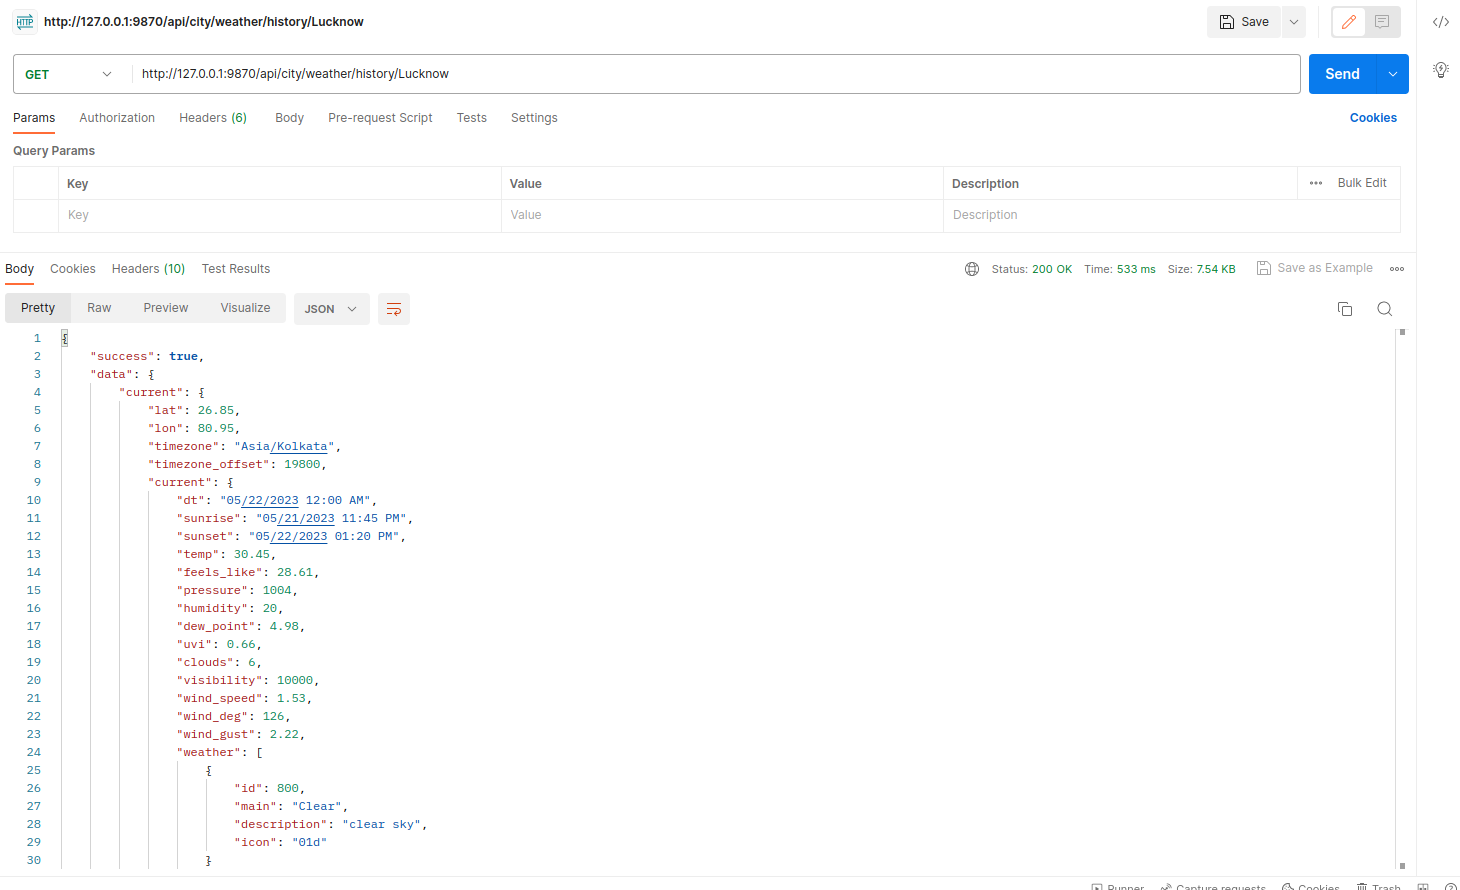 HTTP http://127.0.0.1:9870/api/city/weather/history/Lucknow Save
GET http://127.0.0.1:9870/api/city/weather/history/Lucknow Send
Params Authorization Headers (6) Body Pre-request Script Tests Settings Cookies
Query Params
Key Value Description Bulk Edit
Key Value Description
Body Cookies Headers (10) Test Results Status: 200 OK Time: 533 ms Size: 7.54 KB Save as Example
Pretty Raw Preview Visualize JSON
1 {
2 "success": true,
3 "data": {
4 "current": {
5 "lat": 26.85,
6 "lon": 80.95,
7 "timezone": "Asia/Kolkata",
8 "timezone_offset": 19800,
9 "current": {
10 "dt": "05/22/2023 12:00 AM",
11 "sunrise": "05/21/2023 11:45 PM",
12 "sunset": "05/22/2023 01:20 PM",
13 "temp": 30.45,
14 "feels_like": 28.61,
15 "pressure": 1004,
16 "humidity": 20,
17 "dew_point": 4.98,
18 "uvi": 0.66,
19 "clouds": 6,
20 "visibility": 10000,
21 "wind_speed": 1.53,
22 "wind_deg": 126,
23 "wind_gust": 2.22,
24 "weather": [
25 {
26 "id": 800,
27 "main": "Clear",
28 "description": "clear sky",
29 "icon": "01d"
30 }
Runner Capture requests Cookies Trash